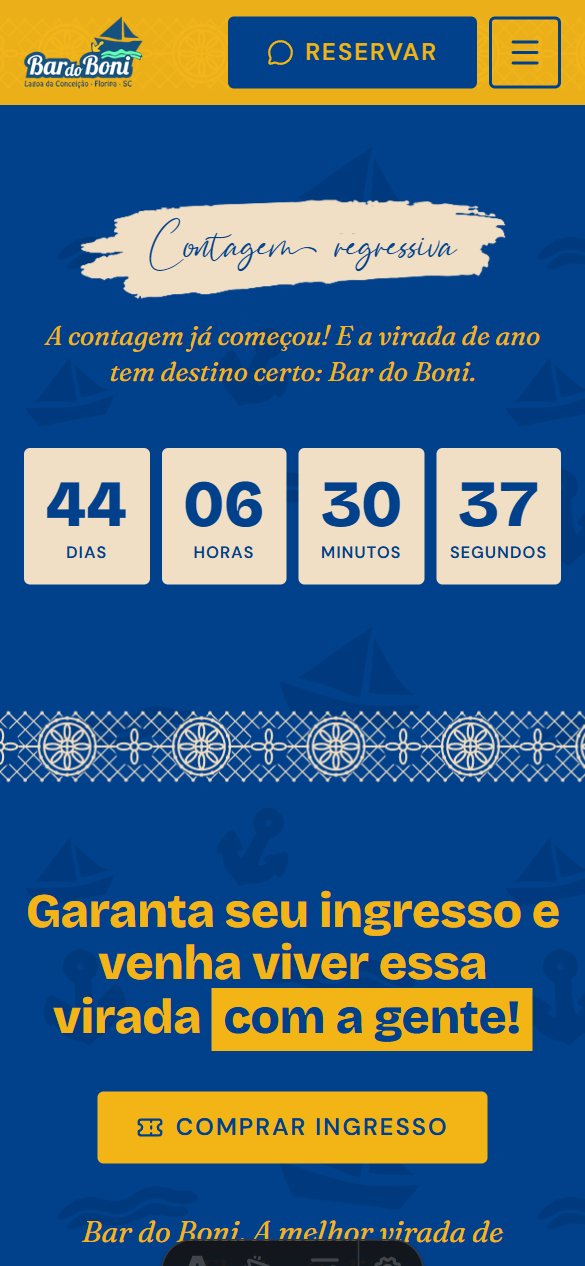 Bar do Boni
Lagoa da Conceição - Floripa - SC
RESERVAR
Contagem regressiva
A contagem já começou! E a virada de ano
tem destino certo: Bar do Boni.
44
06
30
37
DIAS
HORAS
MINUTOS
SEGUNDOS
Garanta seu ingresso e
venha viver essa
virada com a gente!
COMPRAR INGRESSO
Bar do Boni. A melhor virada de